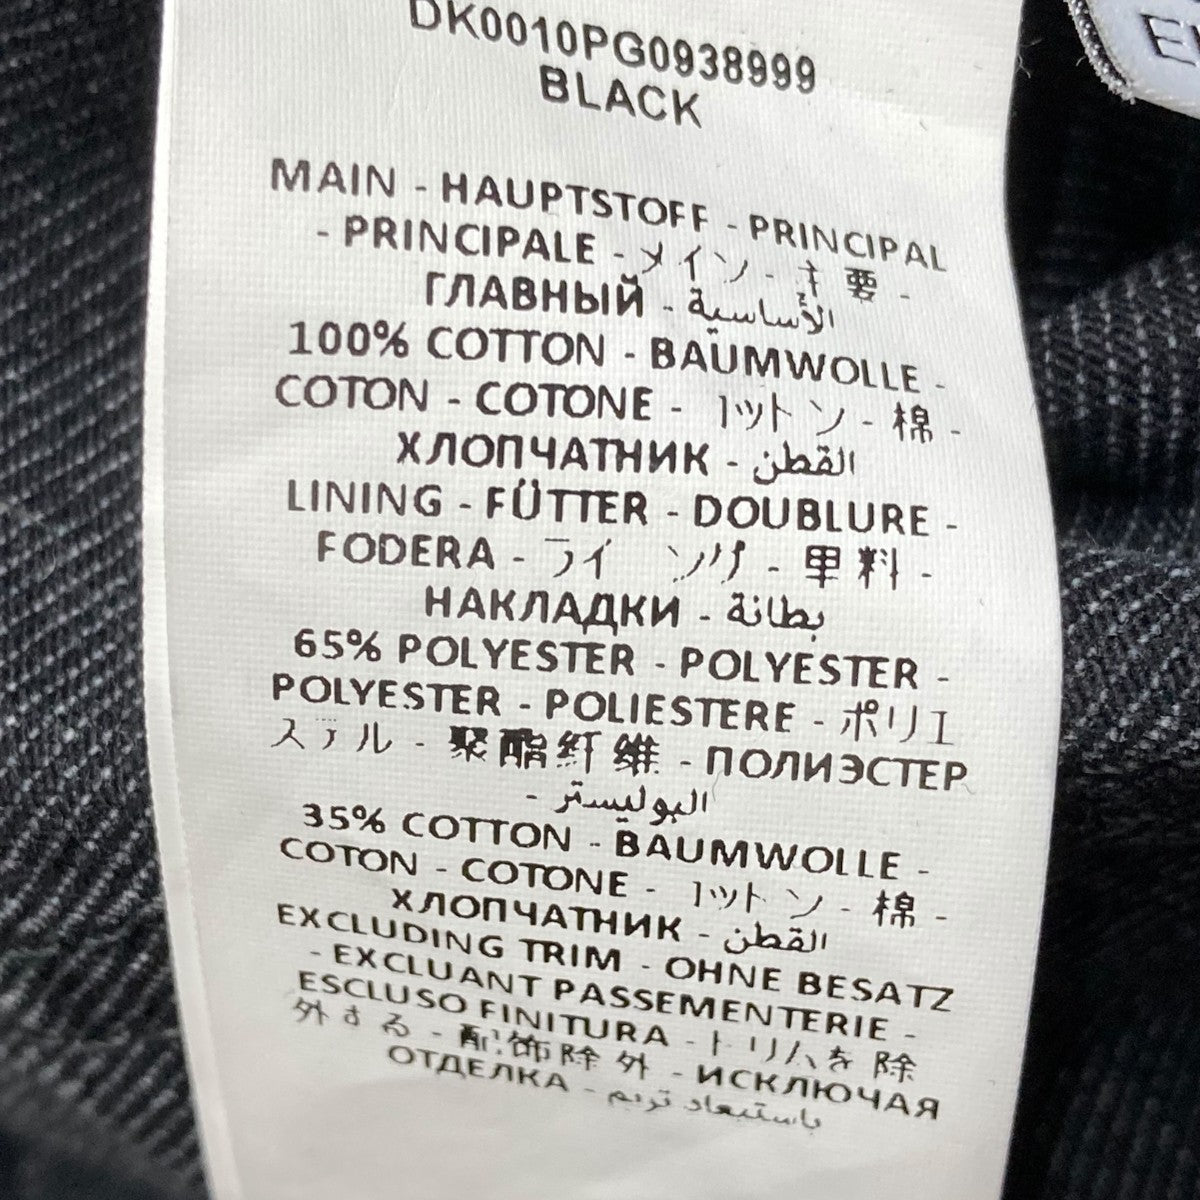 DK0010PG0938999
BLACK
MAIN - HAUPTSTOFF - PRINCIPAL
- PRINCIPALE - メイン - 主要 -
ГЛАВНЫЙ - الأساسية
100% COTTON - BAUMWOLLE -
COTON - COTONE - コットン - 棉 -
ХЛОПЧАТНИК - القطن
LINING - FÜTTER - DOUBLURE -
FODERA - ライ ング - 里料 -
НАКЛАДКИ - بطانة
65% POLYESTER - POLYESTER -
POLYESTER - POLIESTERE - ポリエ
ステル - 聚酯纤维 - ПОЛИЭСТЕР
- البوليستر
35% COTTON - BAUMWOLLE -
COTON - COTONE - コットン - 棉 -
ХЛОПЧАТНИК - القطن
EXCLUDING TRIM - OHNE BESATZ
- EXCLUANT PASSEMENTERIE -
ESCLUSO FINITURA - トリムを除
外する - 配饰除外 - ИСКЛЮЧАЯ
ОТДЕЛКА - باستبعاد تريم